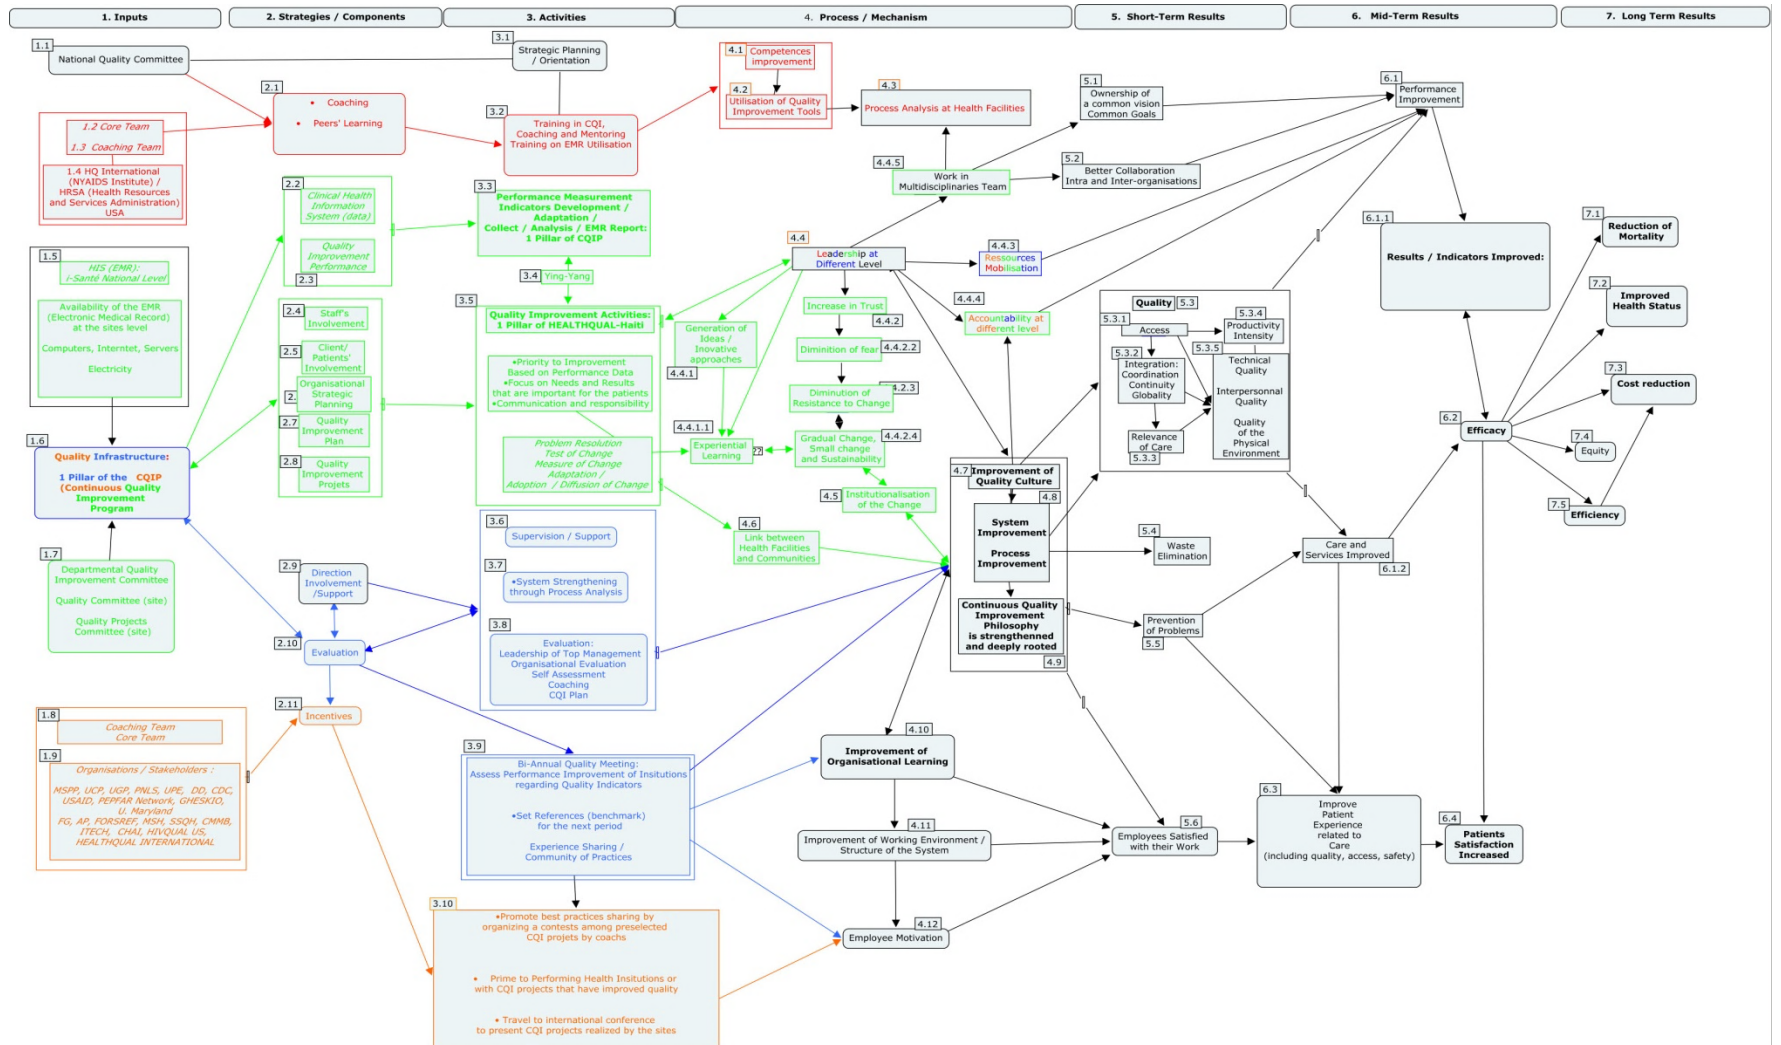 1. Inputs
2. Strategies / Components
3. Activities
4. Process / Mechanism
5. Short-Term Results
6. Mid-Term Results
7. Long Term Results
1.1
National Quality Committee
1.2 Core Team
1.3 Coaching Team
1.4 HQ International
(NYAIDS Institute) /
HRSA (Health Resources
and Services Administration)
USA
1.5
HIS (EMR):
i-Santé National Level
Availability of the EMR
(Electronic Medical Record)
at the sites level
Computers, Interntet, Servers
Electricity
1.6
Quality Infrastructure:
1 Pillar of the CQIP
(Continuous Quality
Improvement
Program
1.7
Departmental Quality
Improvement Committee
Quality Committee (site)
Quality Projects
Committee (site)
1.8
Coaching Team
Core Team
1.9
Organisations / Stakeholders :
MSPP, UCP, UGP, PNLS, UPE, DD, CDC,
USAID, PEPFAR Network, GHESKIO,
U. Maryland
FG, AP, FORSREF, MSH, SSQH, CMMB,
ITECH, CHAI, HIVQUAL US,
HEALTHQUAL INTERNATIONAL
2.1
• Coaching
• Peers' Learning
2.2
Clinical Health
Information
System (data)
Quality
Improvement
Performance
2.3
2.4
Staff's
Involvement
2.5
Client/
Patients'
Involvement
2.
Organisational
Strategic
Planning
2.7
Quality
Improvement
Plan
2.8
Quality
Improvement
Projets
2.9
Direction
Involvement
/Support
2.10
Evaluation
2.11
Incentives
3.1
Strategic Planning
/ Orientation
3.2
Training in CQI,
Coaching and Mentoring
Training on EMR Utilisation
3.3
Performance Measurement
Indicators Development /
Adaptation /
Collect / Analysis / EMR Report:
1 Pillar of CQIP
3.4
Ying-Yang
3.5
Quality Improvement Activities:
1 Pillar of HEALTHQUAL-Haiti
•Priority to Improvement
Based on Performance Data
•Focus on Needs and Results
that are important for the patients
•Communication and responsibility
Problem Resolution
Test of Change
Measure of Change
Adaptation /
Adoption / Diffusion of Change
3.6
Supervision / Support
3.7
•System Strengthening
through Process Analysis
3.8
Evaluation:
Leadership of Top Management
Organisational Evaluation
Self Assessment
Coaching
CQI Plan
3.9
Bi-Annual Quality Meeting:
Assess Performance Improvement of Insitutions
regarding Quality Indicators
•Set References (benchmark)
for the next period
Experience Sharing /
Community of Practices
3.10
•Promote best practices sharing by
organizing a contests among preselected
CQI projets by coachs
• Prime to Performing Health Insitutions or
with CQI projects that have improved quality
• Travel to international conference
to present CQI projects realized by the sites
4.1
Competences
improvement
4.2
Utilisation of Quality
Improvement Tools
4.3
Process Analysis at Health Facilities
4.4.5
Work in
Multidisciplinaries Team
4.4
Leadership at
Different Level
4.4.3
Ressources
Mobilisation
4.4.4
Accountability at
different level
Increase in Trust
4.4.2
Diminition of fear
4.4.2.2
4.4.2.3
Diminution of
Resistance to Change
Gradual Change,
Small change
and Sustainability
4.4.2.4
Generation of
Ideas /
Inovative
approaches
4.4.1
4.4.1.1
Experiential
Learning
??
4.5
Institutionalisation
of the Change
4.6
Link between
Health Facilities
and Communities
4.7
Improvement of
Quality Culture
4.8
System
Improvement
Process
Improvement
Continuous Quality
Improvement
Philosophy
is strengthenned
and deeply rooted
4.9
4.10
Improvement of
Organisational Learning
4.11
Improvement of Working Environment /
Structure of the System
4.12
Employee Motivation
5.1
Ownership of
a common vision
Common Goals
5.2
Better Collaboration
Intra and Inter-organisations
Quality
5.3
5.3.1
Access
5.3.2
Integration:
Coordination
Continuity
Globality
Relevance
of Care
5.3.3
5.3.4
Productivity
Intensity
5.3.5
Technical
Quality
Interpersonnal
Quality
Quality
of the
Physical
Environment
5.4
Waste
Elimination
Prevention
of Problems
5.5
5.6
Employees Satisfied
with their Work
6.1
Performance
Improvement
6.1.1
Results / Indicators Improved:
6.2
Efficacy
Care and
Services Improved
6.1.2
6.3
Improve
Patient
Experience
related to
Care
(including quality, access, safety)
6.4
Patients
Satisfaction
Increased
7.1
Reduction of
Mortality
7.2
Improved
Health Status
7.3
Cost reduction
7.4
Equity
7.5
Efficiency